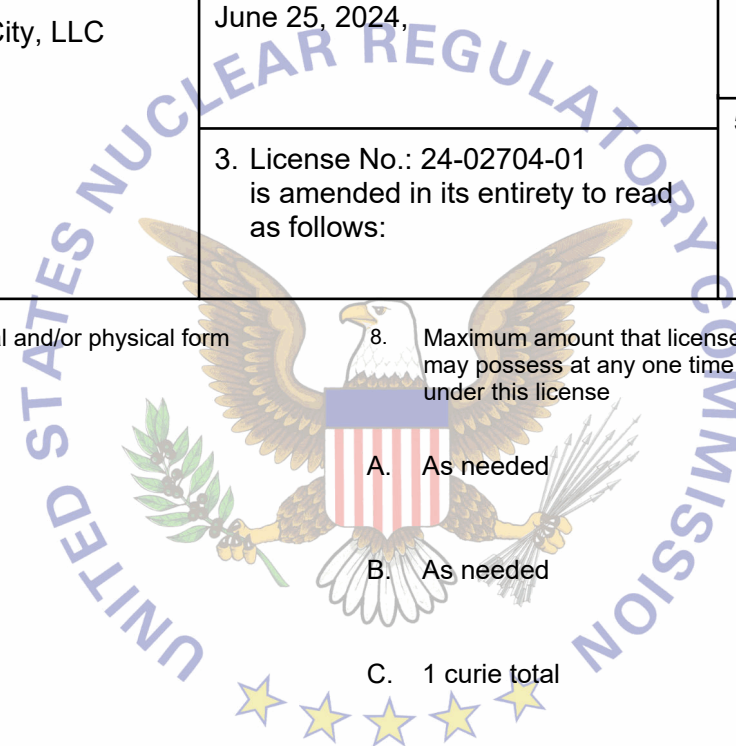 City, LLC
June 25, 2024,
3. License No.: 24-02704-01
is amended in its entirety to read
as follows:
and/or physical form
8. Maximum amount that license
may possess at any one time
under this license
A. As needed
B. As needed
C. 1 curie total
UNITED STATES NUCLEAR REGULATORY COMMISSION